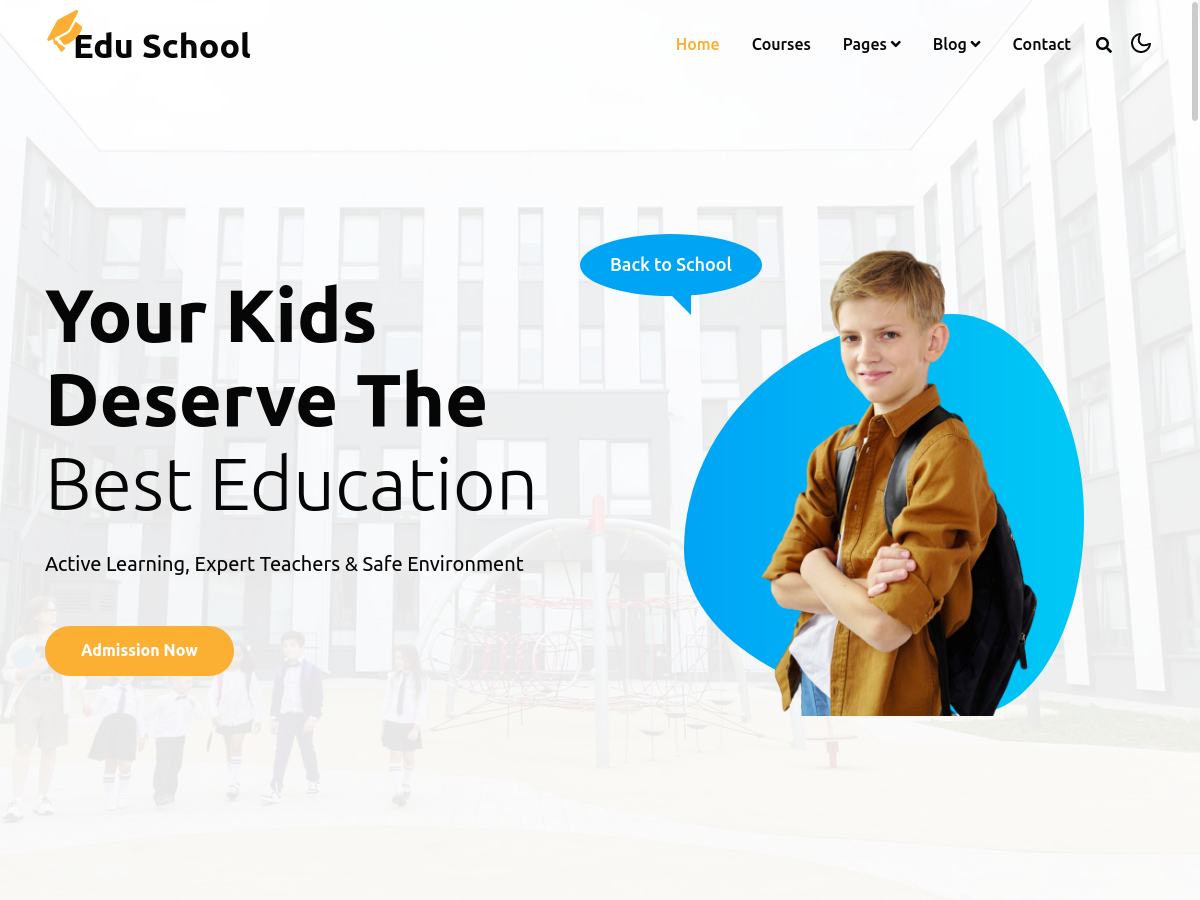 Edu School
Home Courses Pages Blog Contact
Back to School
Your Kids
Deserve The
Best Education
Active Learning, Expert Teachers & Safe Environment
Admission Now